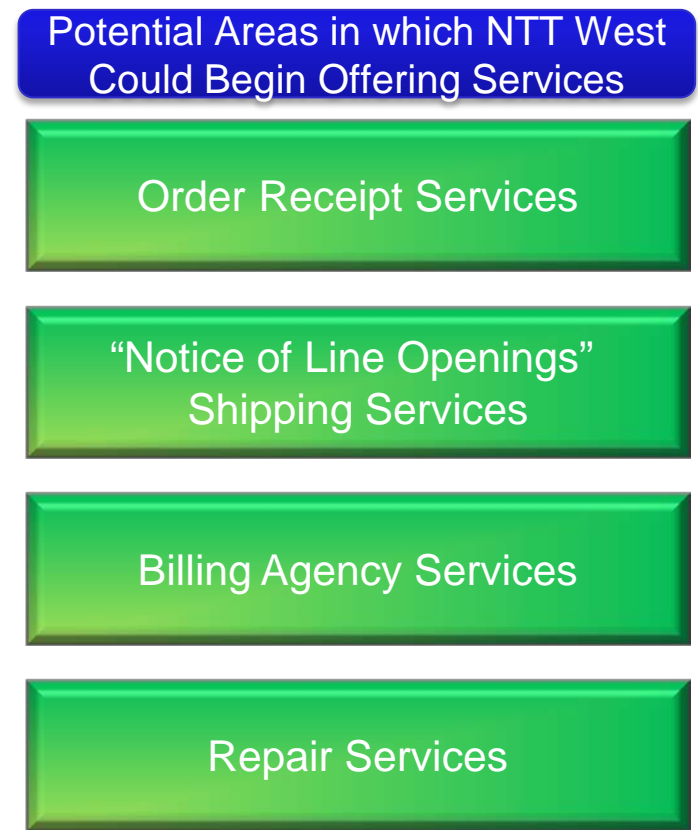 Potential Areas in which NTT West
Could Begin Offering Services
Order Receipt Services
“Notice of Line Openings”
Shipping Services
Billing Agency Services
Repair Services